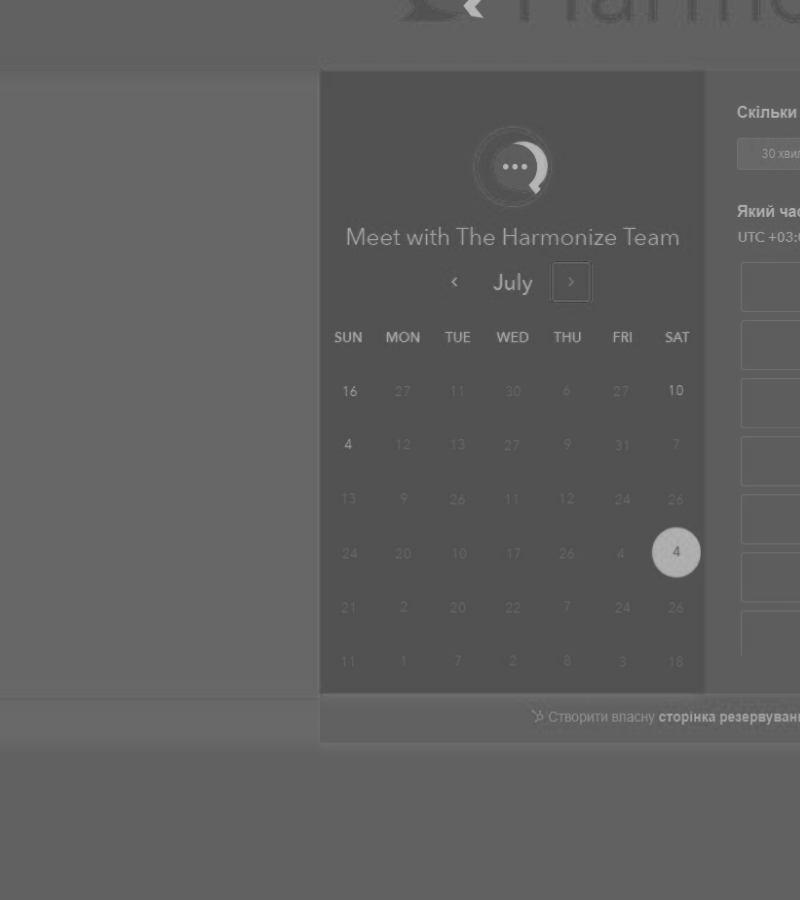 Harmo
Meet with The Harmonize Team
July
SUN MON TUE WED THU FRI SAT
16 27 11 30 6 27 10
4 12 13 27 9 31 7
13 9 26 11 12 24 26
24 20 10 17 26 4 4
21 2 20 22 7 24 26
11 1 7 2 8 3 18
Скільки
30 хвил
Який час
UTC +03:0
Створити власну сторінка резервуванн